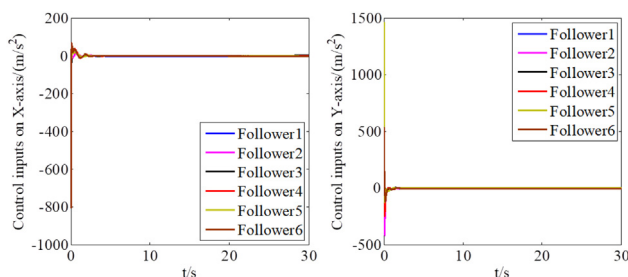 Control inputs on X-axis/(m/s²)
200
0
-200
-400
-600
-800
-1000
0
10
20
30
t/s
Follower1
Follower2
Follower3
Follower4
Follower5
Follower6
Control inputs on Y-axis/(m/s²)
1500
1000
500
0
-500
0
10
20
30
t/s
Follower1
Follower2
Follower3
Follower4
Follower5
Follower6